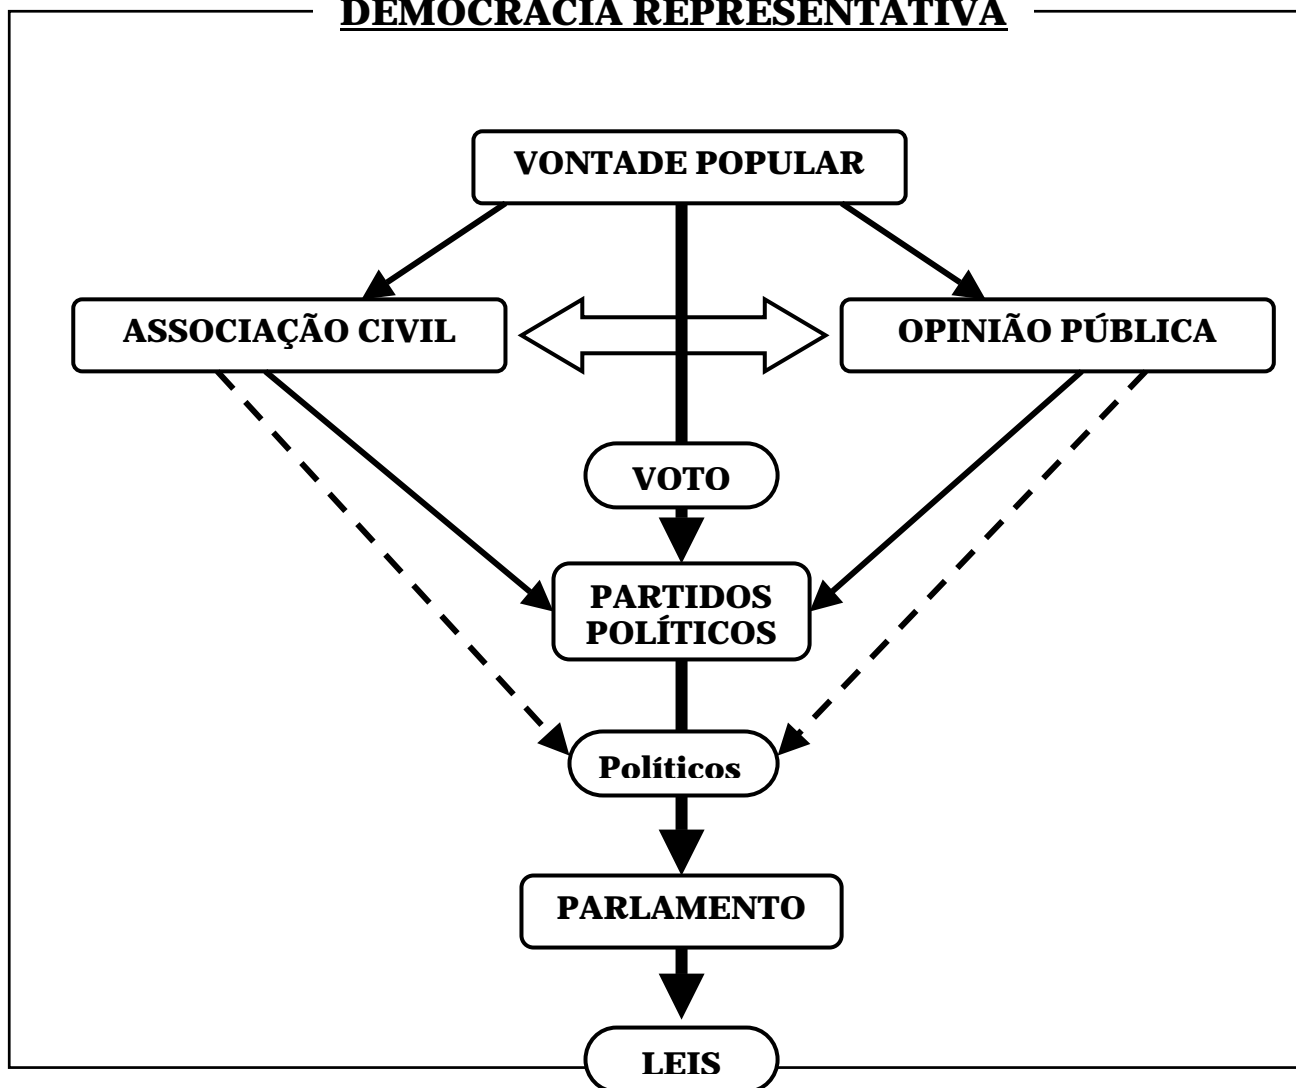 DEMOCRACIA REPRESENTATIVA
VONTADE POPULAR
ASSOCIAÇÃO CIVIL
OPINIÃO PÚBLICA
VOTO
PARTIDOS
POLÍTICOS
Políticos
PARLAMENTO
LEIS